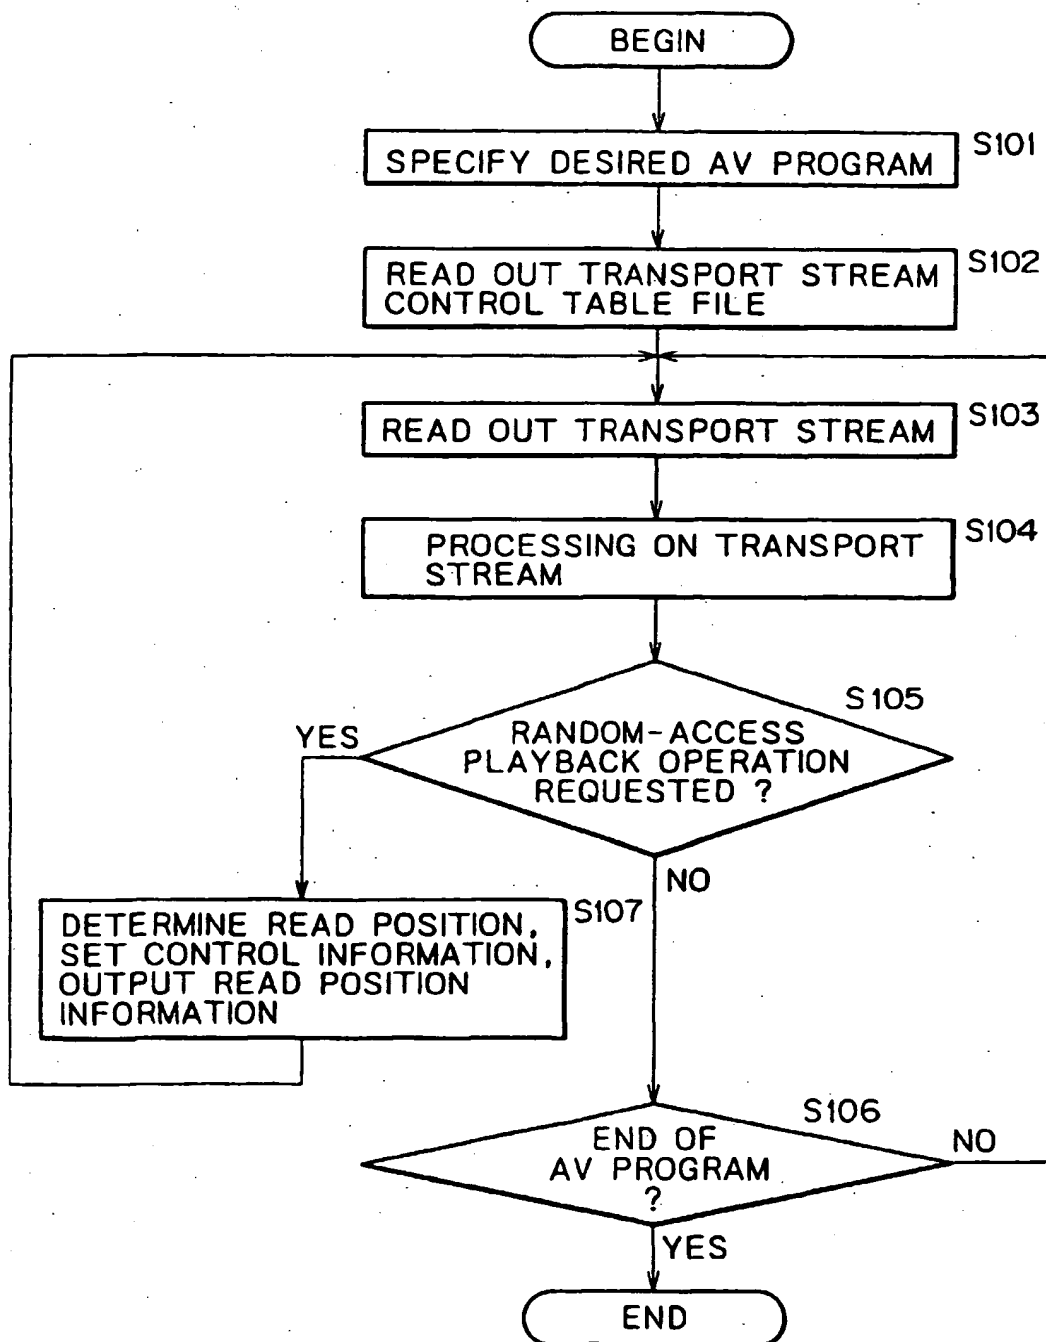 BEGIN
S101
SPECIFY DESIRED AV PROGRAM
S102
READ OUT TRANSPORT STREAM
CONTROL TABLE FILE
S103
READ OUT TRANSPORT STREAM
S104
PROCESSING ON TRANSPORT
STREAM
S105
YES
RANDOM-ACCESS
PLAYBACK OPERATION
REQUESTED ?
NO
S107
DETERMINE READ POSITION,
SET CONTROL INFORMATION,
OUTPUT READ POSITION
INFORMATION
S106
END OF
AV PROGRAM
?
NO
YES
END